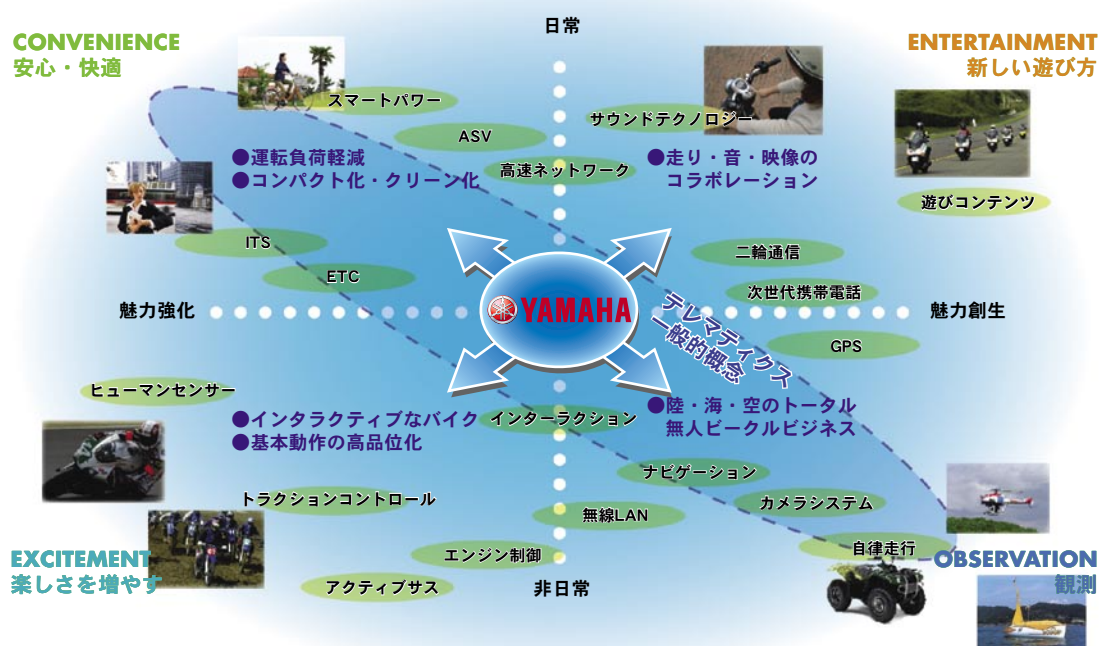 日常
CONVENIENCE
安心・快適
ENTERTAINMENT
新しい遊び方
スマートパワー
ASV
サウンドテクノロジー
高速ネットワーク
●運転負荷軽減
●コンパクト化・クリーン化
●走り・音・映像の
コラボレーション
遊びコンテンツ
ITS
ETC
二輪通信
次世代携帯電話
魅力強化
YAMAHA
魅力創生
テレマティクス
一般的概念
GPS
ヒューマンセンサー
●インタラクティブなバイク
●基本動作の高品位化
インターラクション
●陸・海・空のトータル
無人ビークルビジネス
ナビゲーション
トラクションコントロール
カメラシステム
無線LAN
エンジン制御
自律走行
EXCITEMENT
楽しさを増やす
アクティブサス
非日常
OBSERVATION
観測